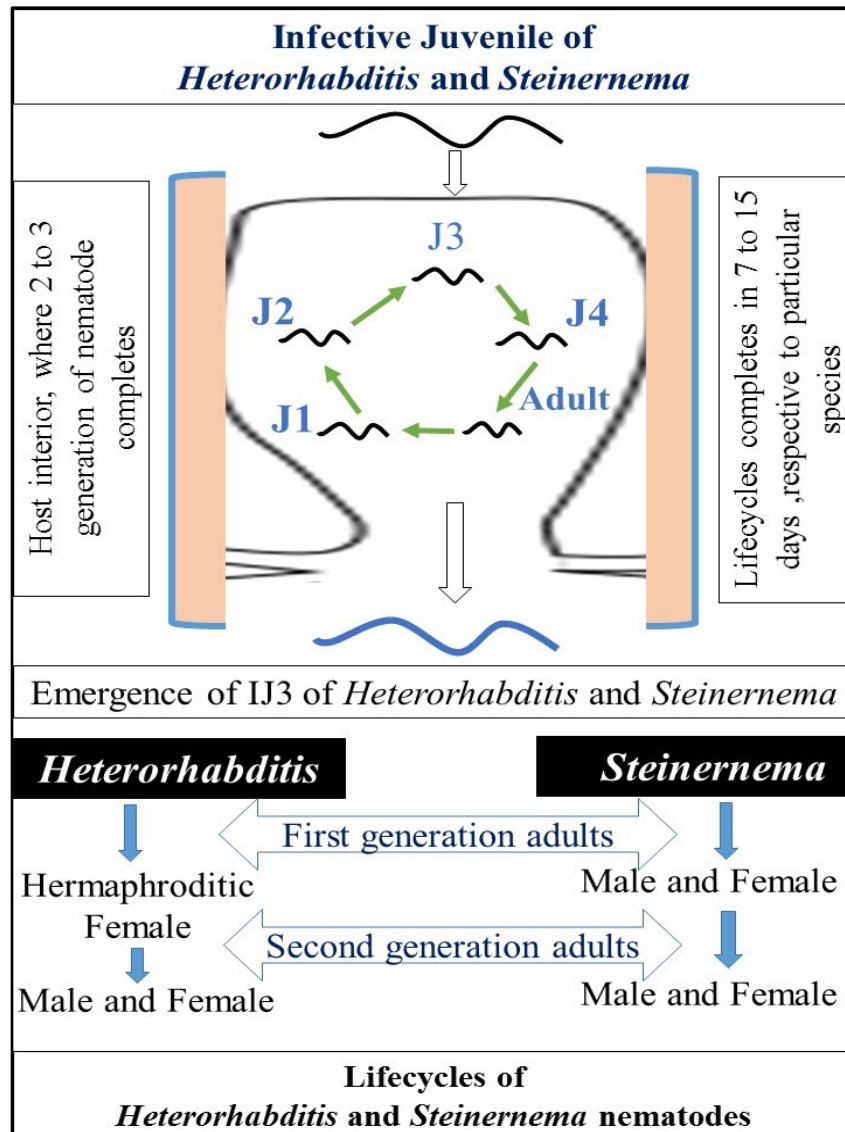 Infective Juvenile of
Heterorhabditis and Steinernema
Host interior, where 2 to 3
generation of nematode
completes
J3
J2
J4
J1
Adult
Lifecycles completes in 7 to 15
days ,respective to particular
species
Emergence of IJ3 of Heterorhabditis and Steinernema
Heterorhabditis
Steinernema
First generation adults
Hermaphroditic
Female
Male and Female
Second generation adults
Male and Female
Male and Female
Lifecycles of
Heterorhabditis and Steinernema nematodes